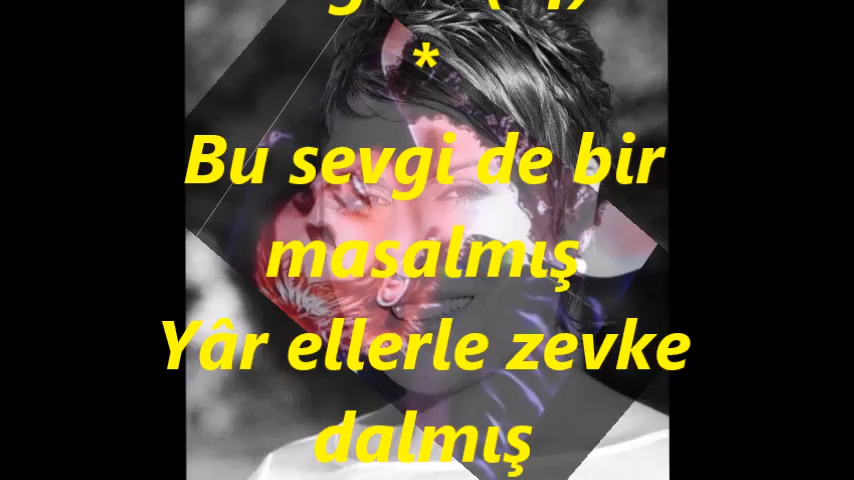 *
Bu sevgi de bir
masalmış
Yâr ellerle zevke
dalmış